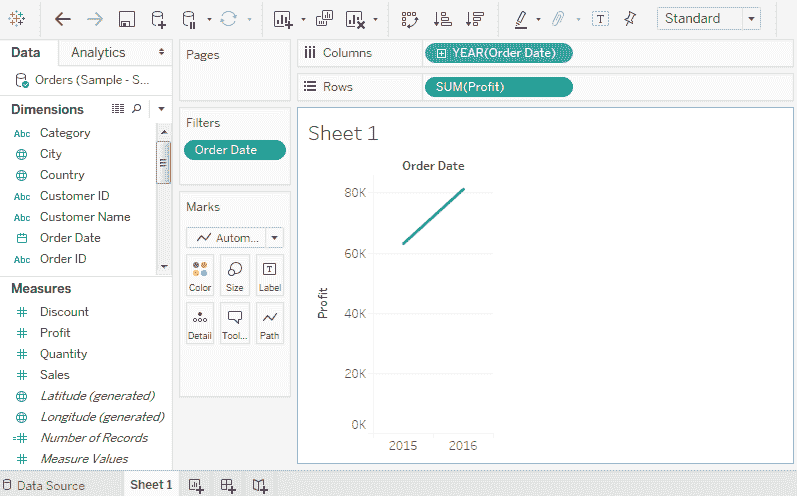 Standard
Data
Analytics
Orders (Sample - S...
Dimensions
Abc Category
City
Country
Abc Customer ID
Abc Customer Name
Order Date
Abc Order ID
Measures
# Discount
# Profit
# Quantity
# Sales
Latitude (generated)
Longitude (generated)
=# Number of Records
# Measure Values
Pages
Filters
Order Date
Marks
Autom...
Color Size Label
Detail Tool... Path
Columns YEAR(Order Date)
Rows SUM(Profit)
Sheet 1
Order Date
80K
60K
40K
20K
0K
Profit
2015 2016
Data Source
Sheet 1